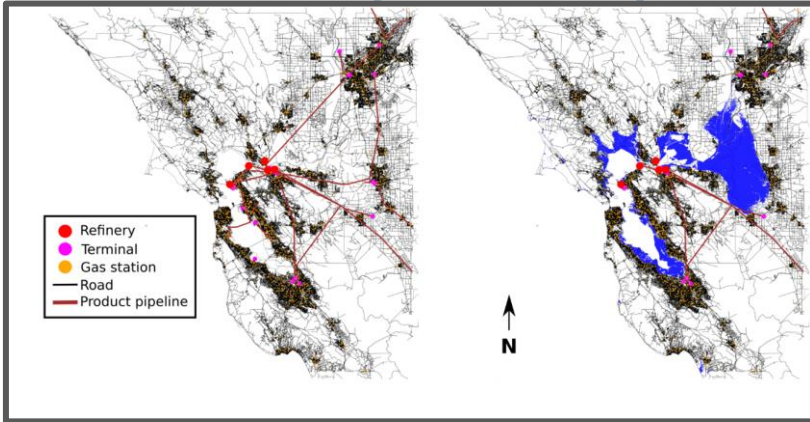 Refinery
Terminal
Gas station
Road
Product pipeline
N